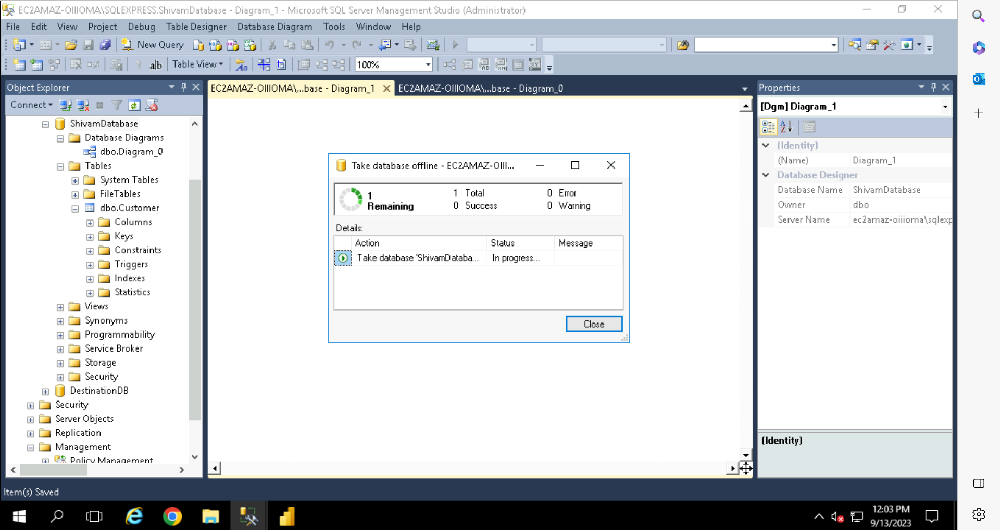 EC2AMAZ-OIIIOMA\SQLEXPRESS.ShivamDatabase - Diagram_1 - Microsoft SQL Server Management Studio (Administrator)
File Edit View Project Debug Table Designer Database Diagram Tools Window Help
New Query
Table View
100%
Object Explorer
Connect
ShivamDatabase
Database Diagrams
dbo.Diagram_0
Tables
System Tables
FileTables
dbo.Customer
Columns
Keys
Constraints
Triggers
Indexes
Statistics
Views
Synonyms
Programmability
Service Broker
Storage
Security
DestinationDB
Security
Server Objects
Replication
Management
Policy Management
EC2AMAZ-OIIIOMA\...base - Diagram_1
EC2AMAZ-OIIIOMA\...base - Diagram_0
Take database offline - EC2AMAZ-OIII...
1
Remaining
1 Total
0 Error
0 Success
0 Warning
Details:
Action Status Message
Take database 'ShivamDataba... In progress...
Close
Properties
[Dgm] Diagram_1
(Identity)
(Name) Diagram_1
Database Designer
Database Name ShivamDatabase
Owner dbo
Server Name ec2amaz-oiiioma\sqlexp
(Identity)
Item(s) Saved
12:03 PM
9/13/2023